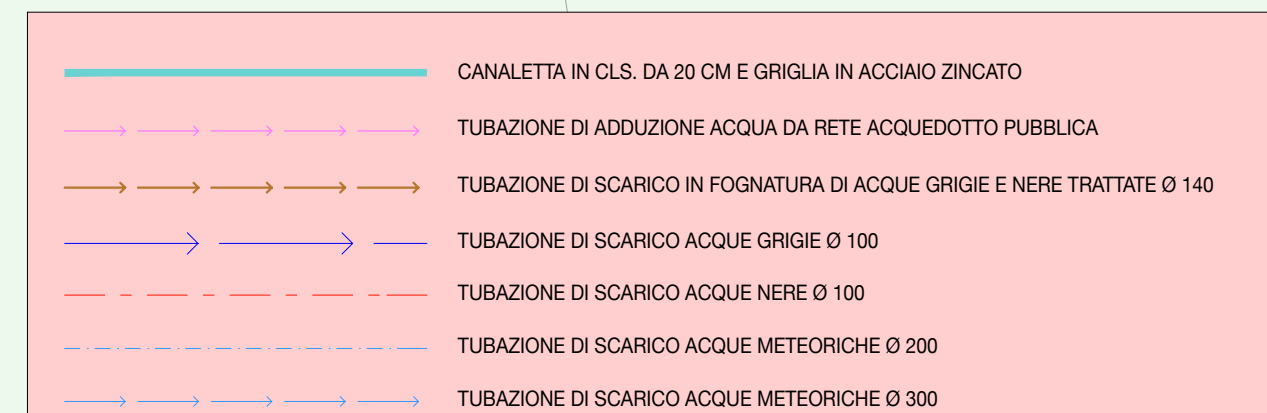 CANALETTA IN CLS. DA 20 CM E GRIGLIA IN ACCIAIO ZINCATO
TUBAZIONE DI ADDUZIONE ACQUA DA RETE ACQUEDOTTO PUBBLICA
TUBAZIONE DI SCARICO IN FOGNATURA DI ACQUE GRIGIE E NERE TRATTATE Ø 140
TUBAZIONE DI SCARICO ACQUE GRIGIE Ø 100
TUBAZIONE DI SCARICO ACQUE NERE Ø 100
TUBAZIONE DI SCARICO ACQUE METEORICHE Ø 200
TUBAZIONE DI SCARICO ACQUE METEORICHE Ø 300